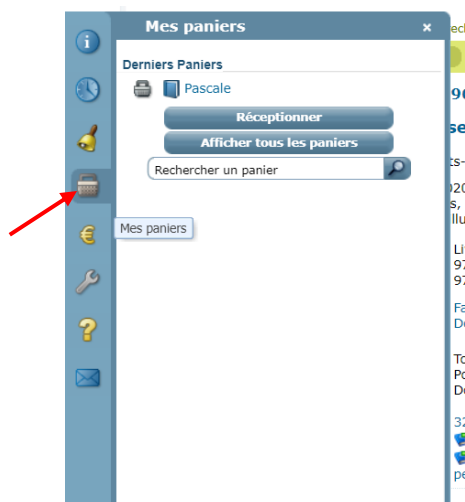 Mes paniers ×
Derniers Paniers
Pascale
Réceptionner
Afficher tous les paniers
Rechercher un panier
Mes paniers